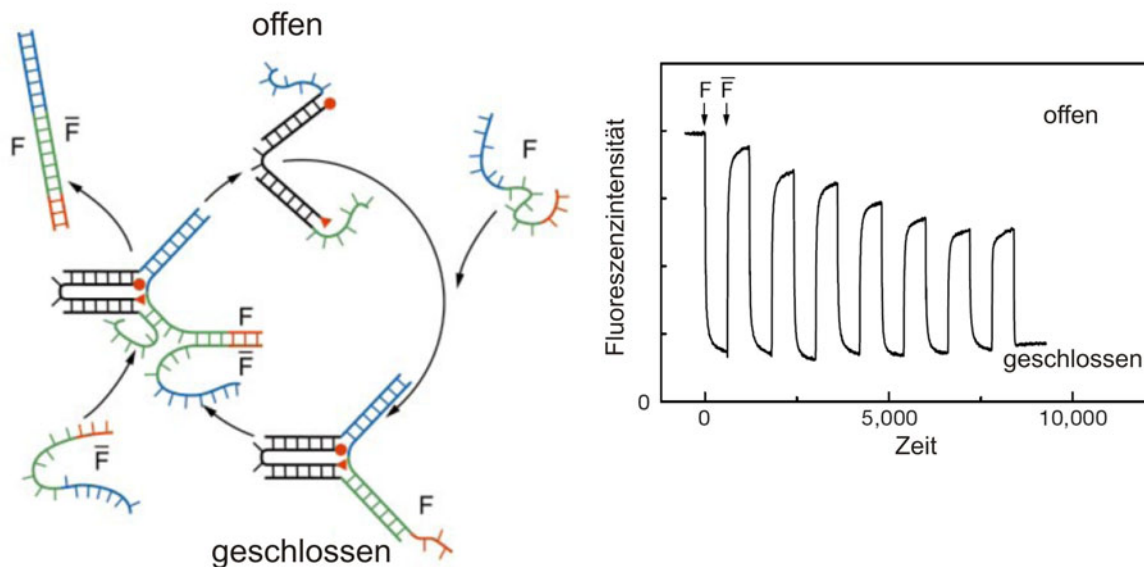 offen
F
F̅
F
F
F̅
F̅
F
geschlossen
Fluoreszenzintensität
F F̅
offen
geschlossen
0
0
5,000
10,000
Zeit